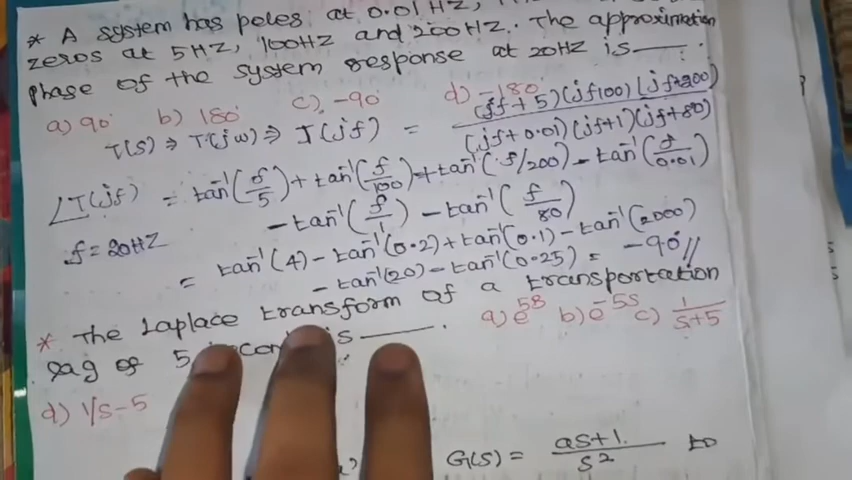 * A system has poles at 0.01 HZ,
zeros at 5HZ, 100HZ and 200HZ. The approximation
phase of the system response at 20HZ is ——.
a) 90° b) 180° c) -90 d) -180°
T(s) ⇒ T(jω) ⇒ T(jf) = (jf+5)(jf100)(jf+200) / (jf+0.01)(jf+1)(jf+80)
∠T(jf) = tan⁻¹(f/5) + tan⁻¹(f/100) + tan⁻¹(f/200) - tan⁻¹(f/0.01)
- tan⁻¹(f/1) - tan⁻¹(f/80)
f = 20HZ
= tan⁻¹(4) - tan⁻¹(0.2) + tan⁻¹(0.1) - tan⁻¹(2000)
- tan⁻¹(20) - tan⁻¹(0.25) = -90°//
* The Laplace transform of a transportation
lag of 5 is ——. a) e^5s b) e^-5s c) 1/s+5
d) 1/s-5
G(s) = as+1/s² to